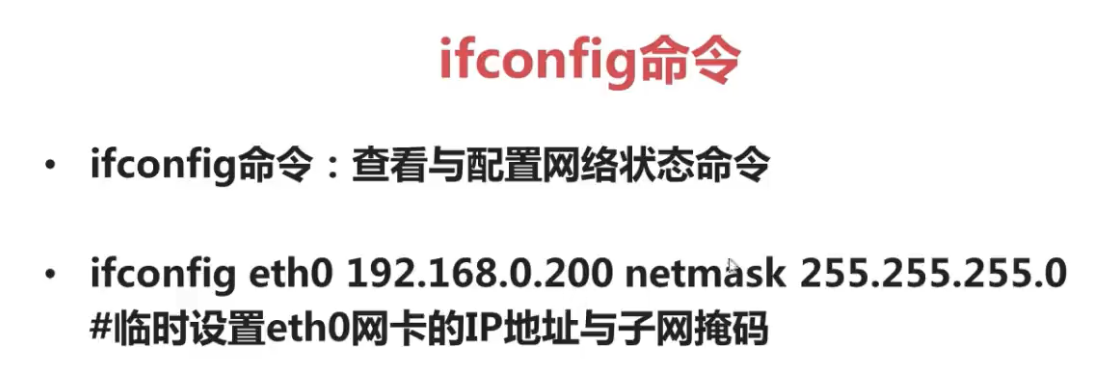 ifconfig命令
• ifconfig命令：查看与配置网络状态命令
• ifconfig eth0 192.168.0.200 netmask 255.255.255.0
#临时设置eth0网卡的IP地址与子网掩码